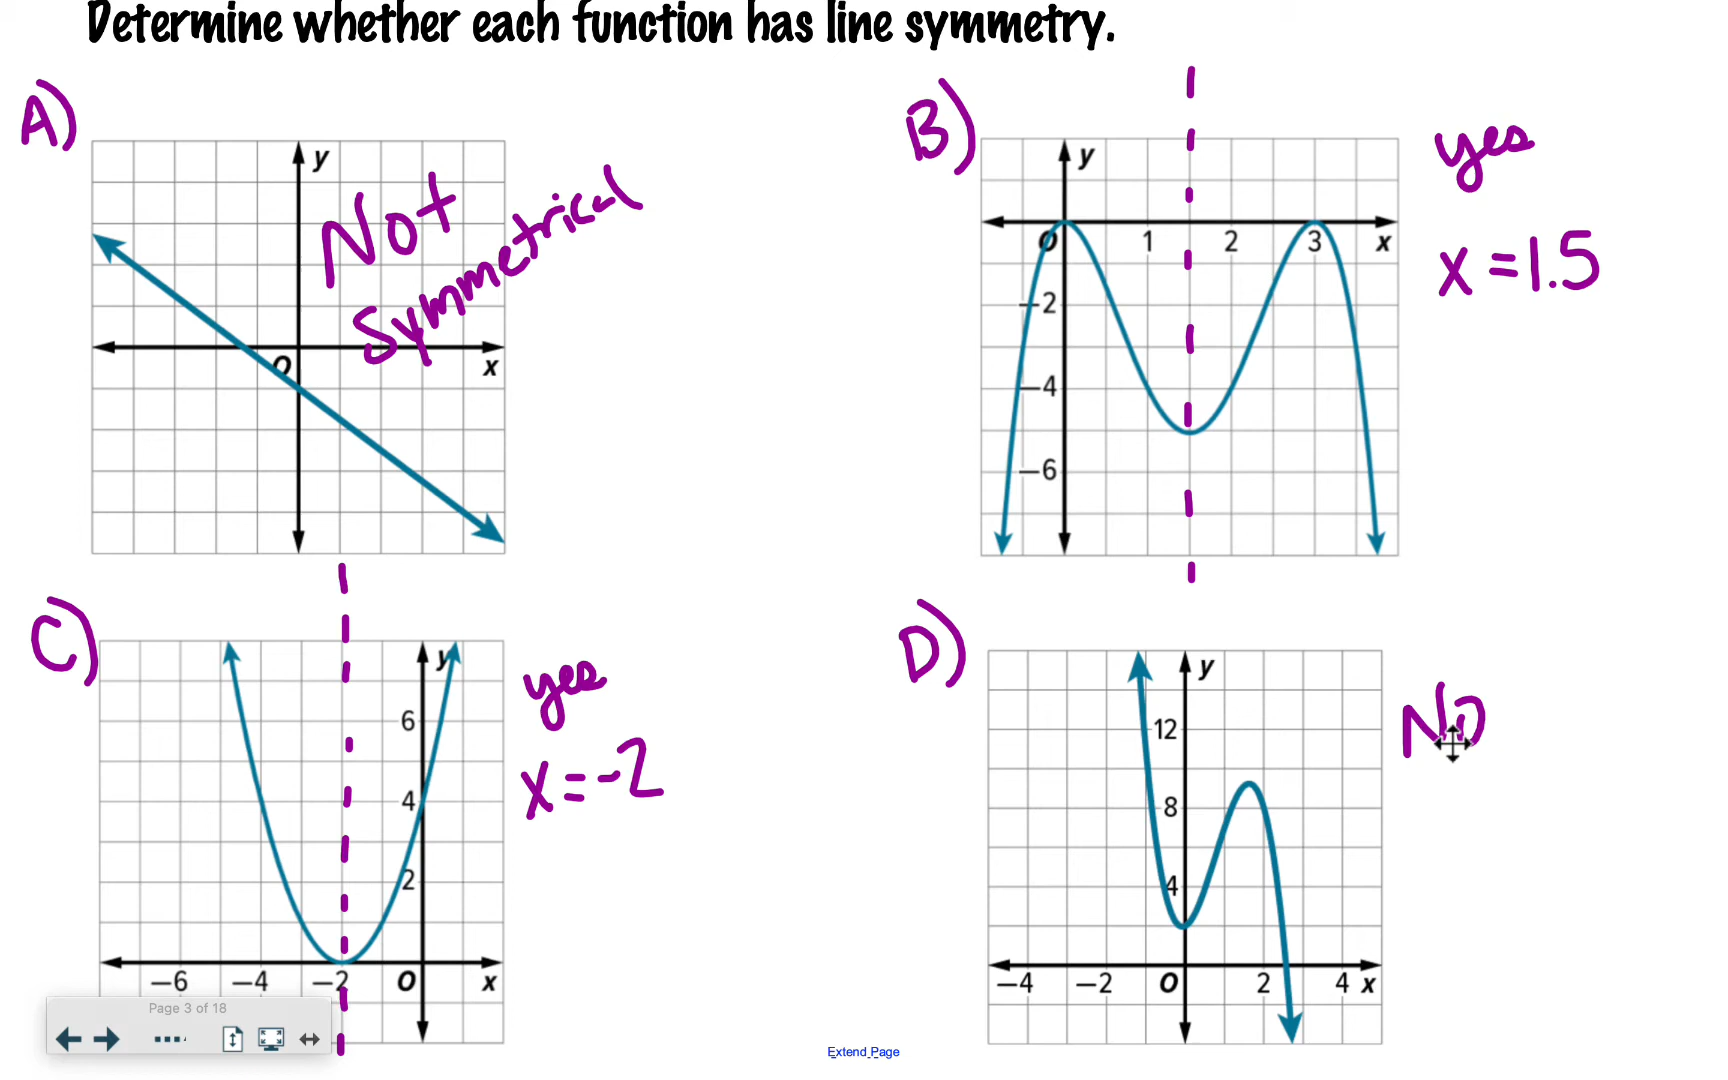 Determine whether each function has line symmetry.
A)
y
Not
symmetrical
O
x
B)
y
O
1
2
3
x
-2
-4
-6
yes
x = 1.5
C)
y
6
4
2
-6
-4
-2
O
x
yes
x = -2
D)
y
12
8
4
-4
-2
O
2
4
x
NO
Page 3 of 18
Extend Page